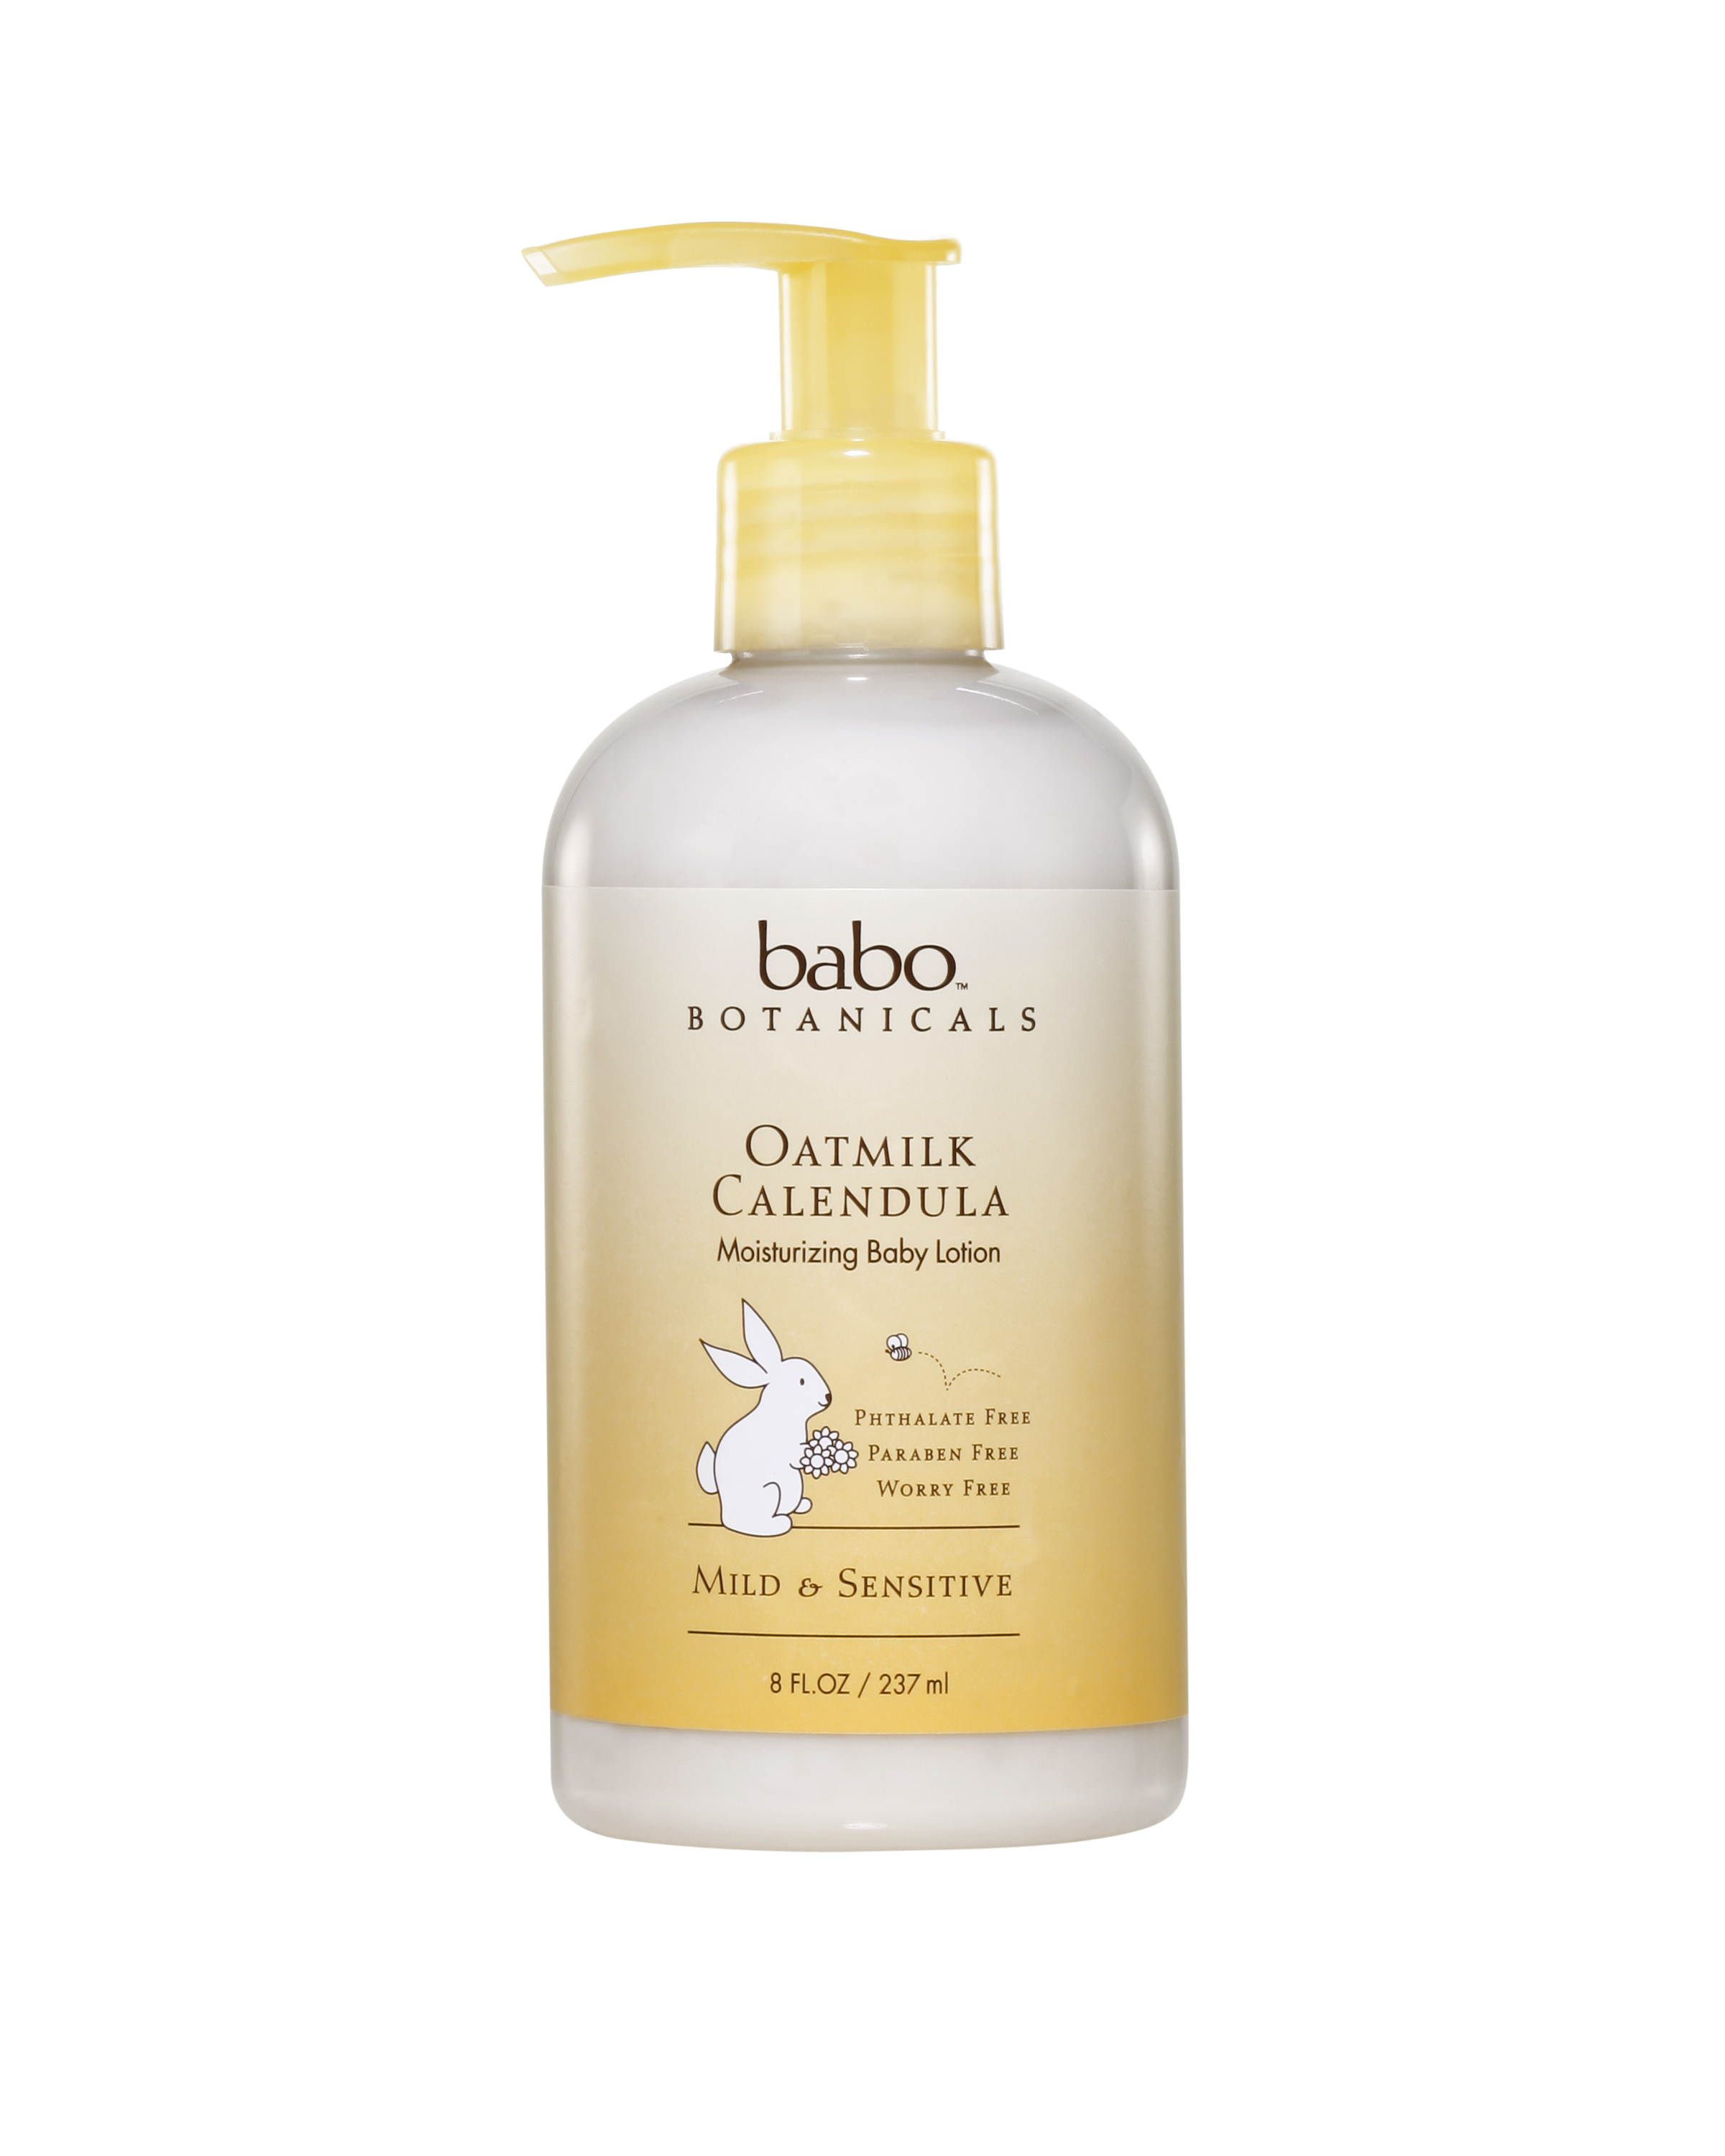 babo™
BOTANICALS
OATMILK
CALENDULA
Moisturizing Baby Lotion
PHTHALATE FREE
PARABEN FREE
WORRY FREE
MILD & SENSITIVE
8 FL.OZ / 237 ml